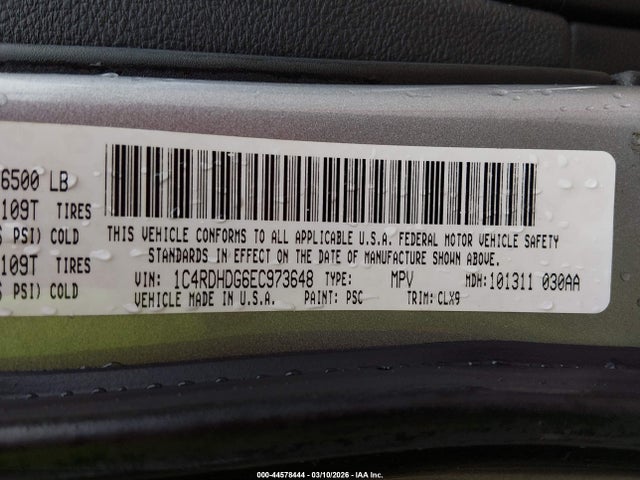 6500 LB
109T TIRES
PSI) COLD
109T TIRES
PSI) COLD
THIS VEHICLE CONFORMS TO ALL APPLICABLE U.S.A. FEDERAL MOTOR VEHICLE SAFETY
STANDARDS IN EFFECT ON THE DATE OF MANUFACTURE SHOWN ABOVE.
VIN: 1C4RDHDG6EC973648 TYPE: MPV MDH: 101311 030AA
VEHICLE MADE IN U.S.A. PAINT: PSC TRIM: CLX9
000-44578444 - 03/10/2026 - IAA Inc.